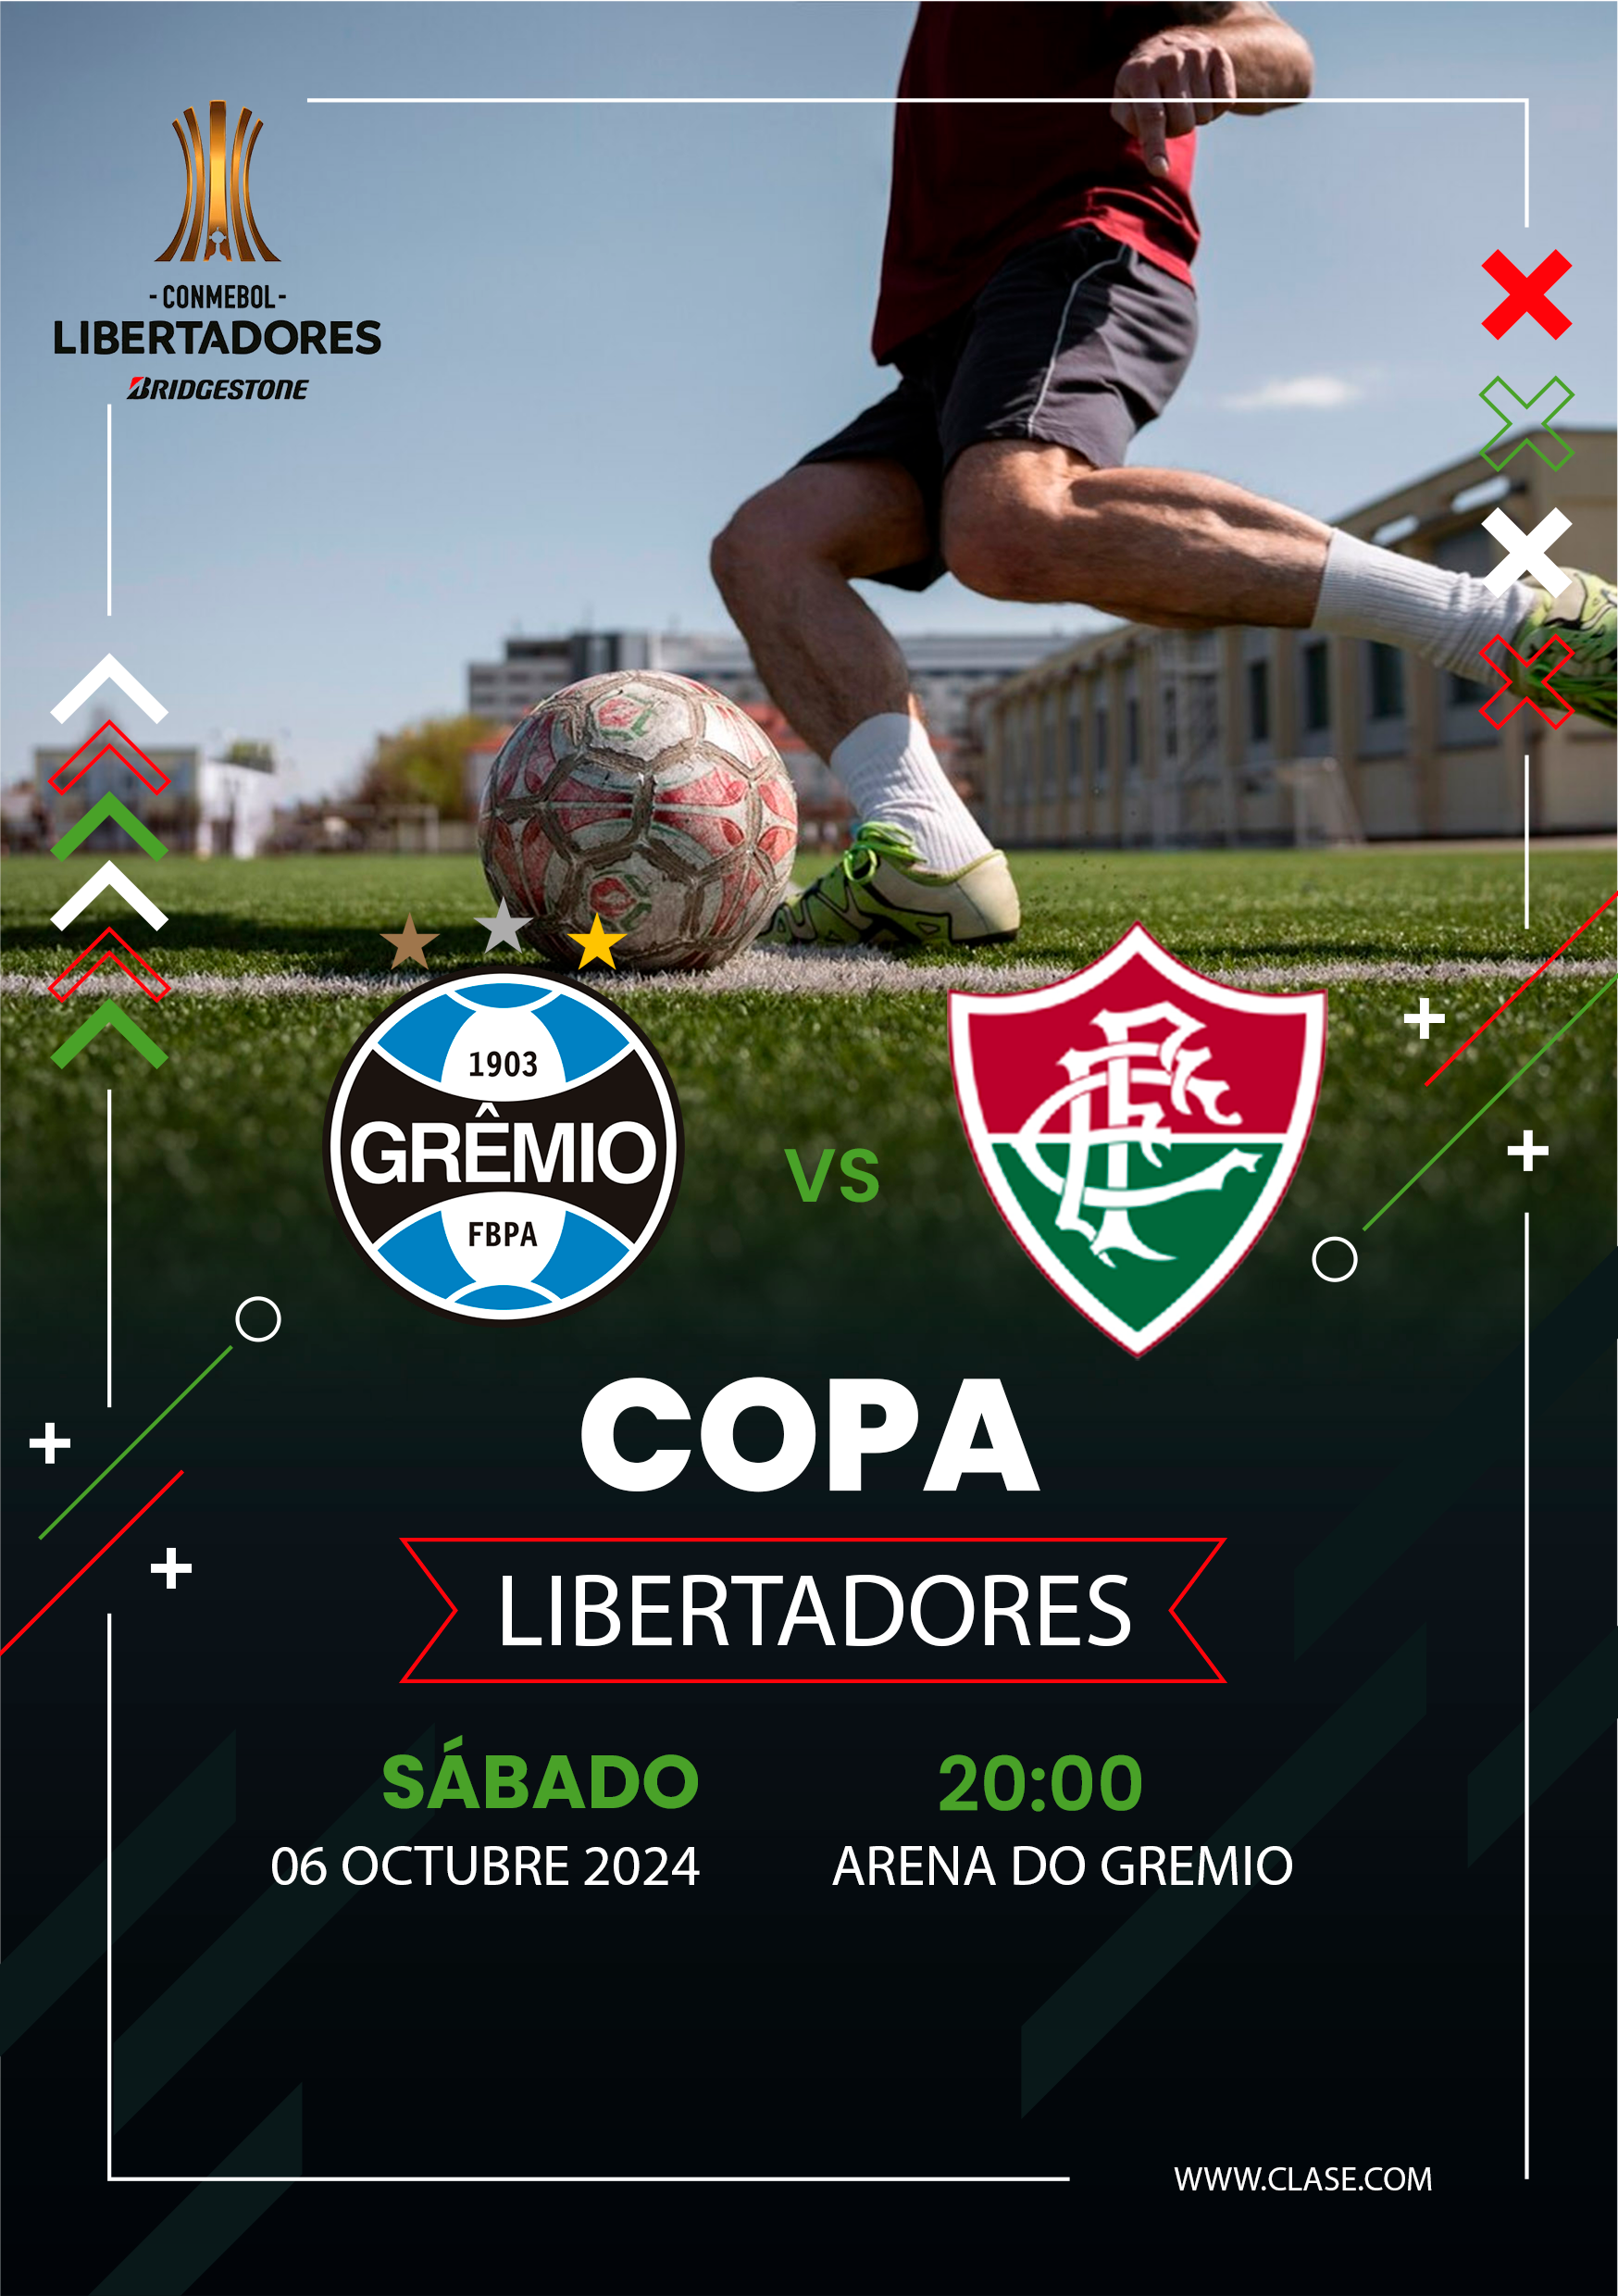 - CONMEBOL -
LIBERTADORES
BRIDGESTONE
1903
GRÊMIO
FBPA
VS
COPA
LIBERTADORES
SÁBADO
20:00
06 OCTUBRE 2024
ARENA DO GREMIO
WWW.CLASE.COM